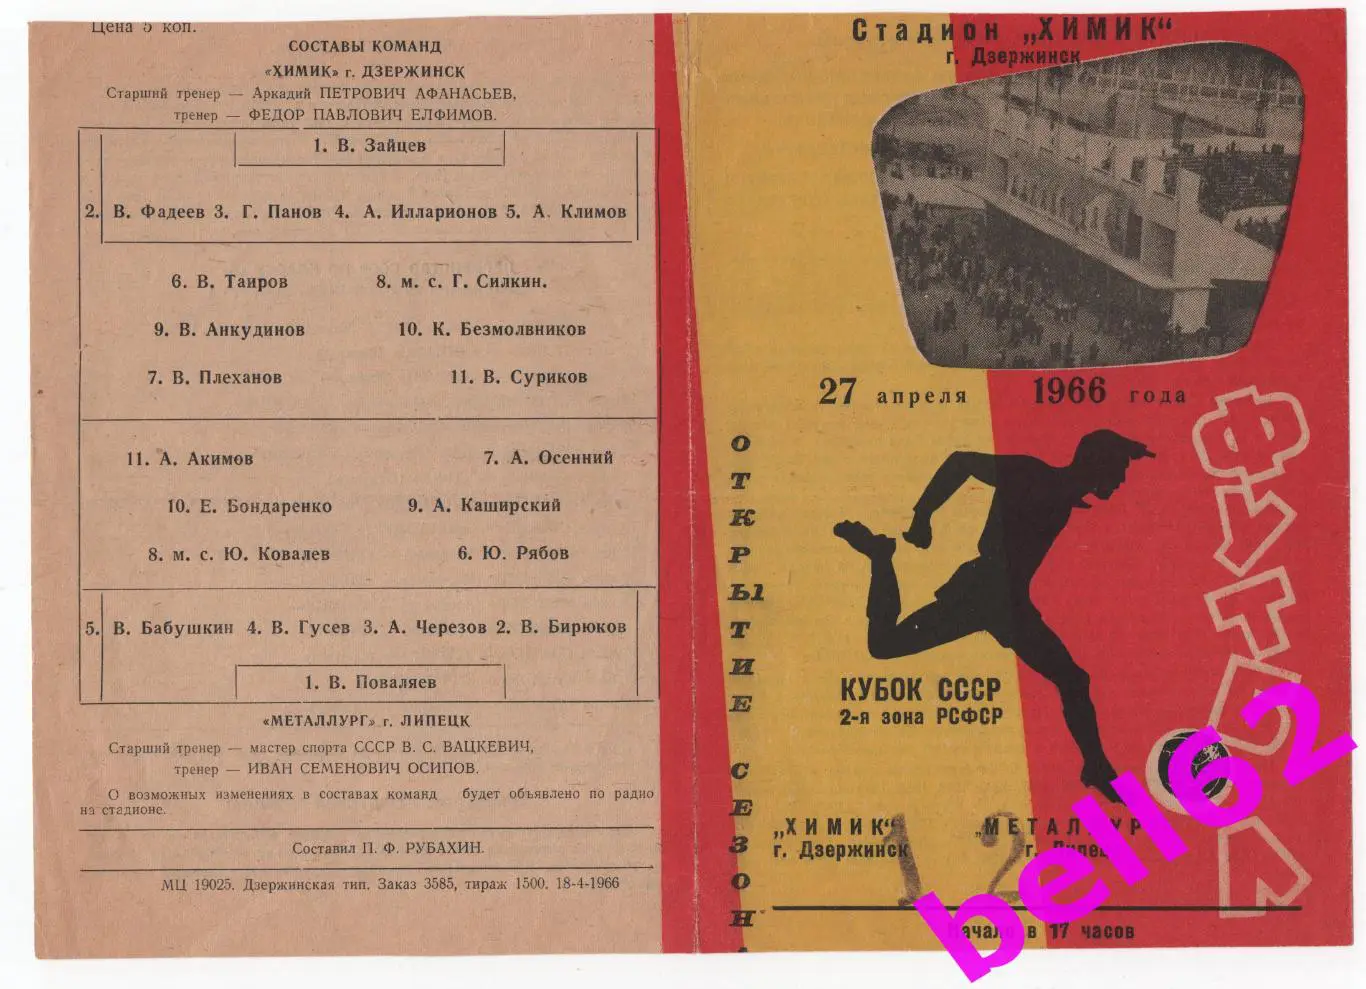 Цена 5 коп.
СОСТАВЫ КОМАНД
«ХИМИК» г. ДЗЕРЖИНСК
Старший тренер — Аркадий ПЕТРОВИЧ АФАНАСЬЕВ,
тренер — ФЕДОР ПАВЛОВИЧ ЕЛФИМОВ.
1. В. Зайцев
2. В. Фадеев 3. Г. Панов 4. А. Илларионов 5. А. Климов
6. В. Таиров 8. м. с. Г. Силкин.
9. В. Анкудинов 10. К. Безмолвников
7. В. Плеханов 11. В. Суриков
11. А. Акимов 7. А. Осенний
10. Е. Бондаренко 9. А. Каширский
8. м. с. Ю. Ковалев 6. Ю. Рябов
5. В. Бабушкин 4. В. Гусев 3. А. Черезов 2. В. Бирюков
1. В. Поваляев
«МЕТАЛЛУРГ» г. ЛИПЕЦК
Старший тренер — мастер спорта СССР В. С. ВАЦКЕВИЧ,
тренер — ИВАН СЕМЕНОВИЧ ОСИПОВ.
О возможных изменениях в составах команд будет объявлено по радио
на стадионе.
Составил П. Ф. РУБАХИН.
МЦ 19025. Дзержинская тип. Заказ 3585, тираж 1500. 18-4-1966
Стадион „ХИМИК“
г. Дзержинск
27 апреля 1966 года
ОТКРЫТИЕ СЕЗОНА
ФУТБОЛ
КУБОК СССР
2-я зона РСФСР
„ХИМИК“ 1 2 „МЕТАЛЛУР
г. Дзержинск г. Липец
Начало в 17 часов
bell62